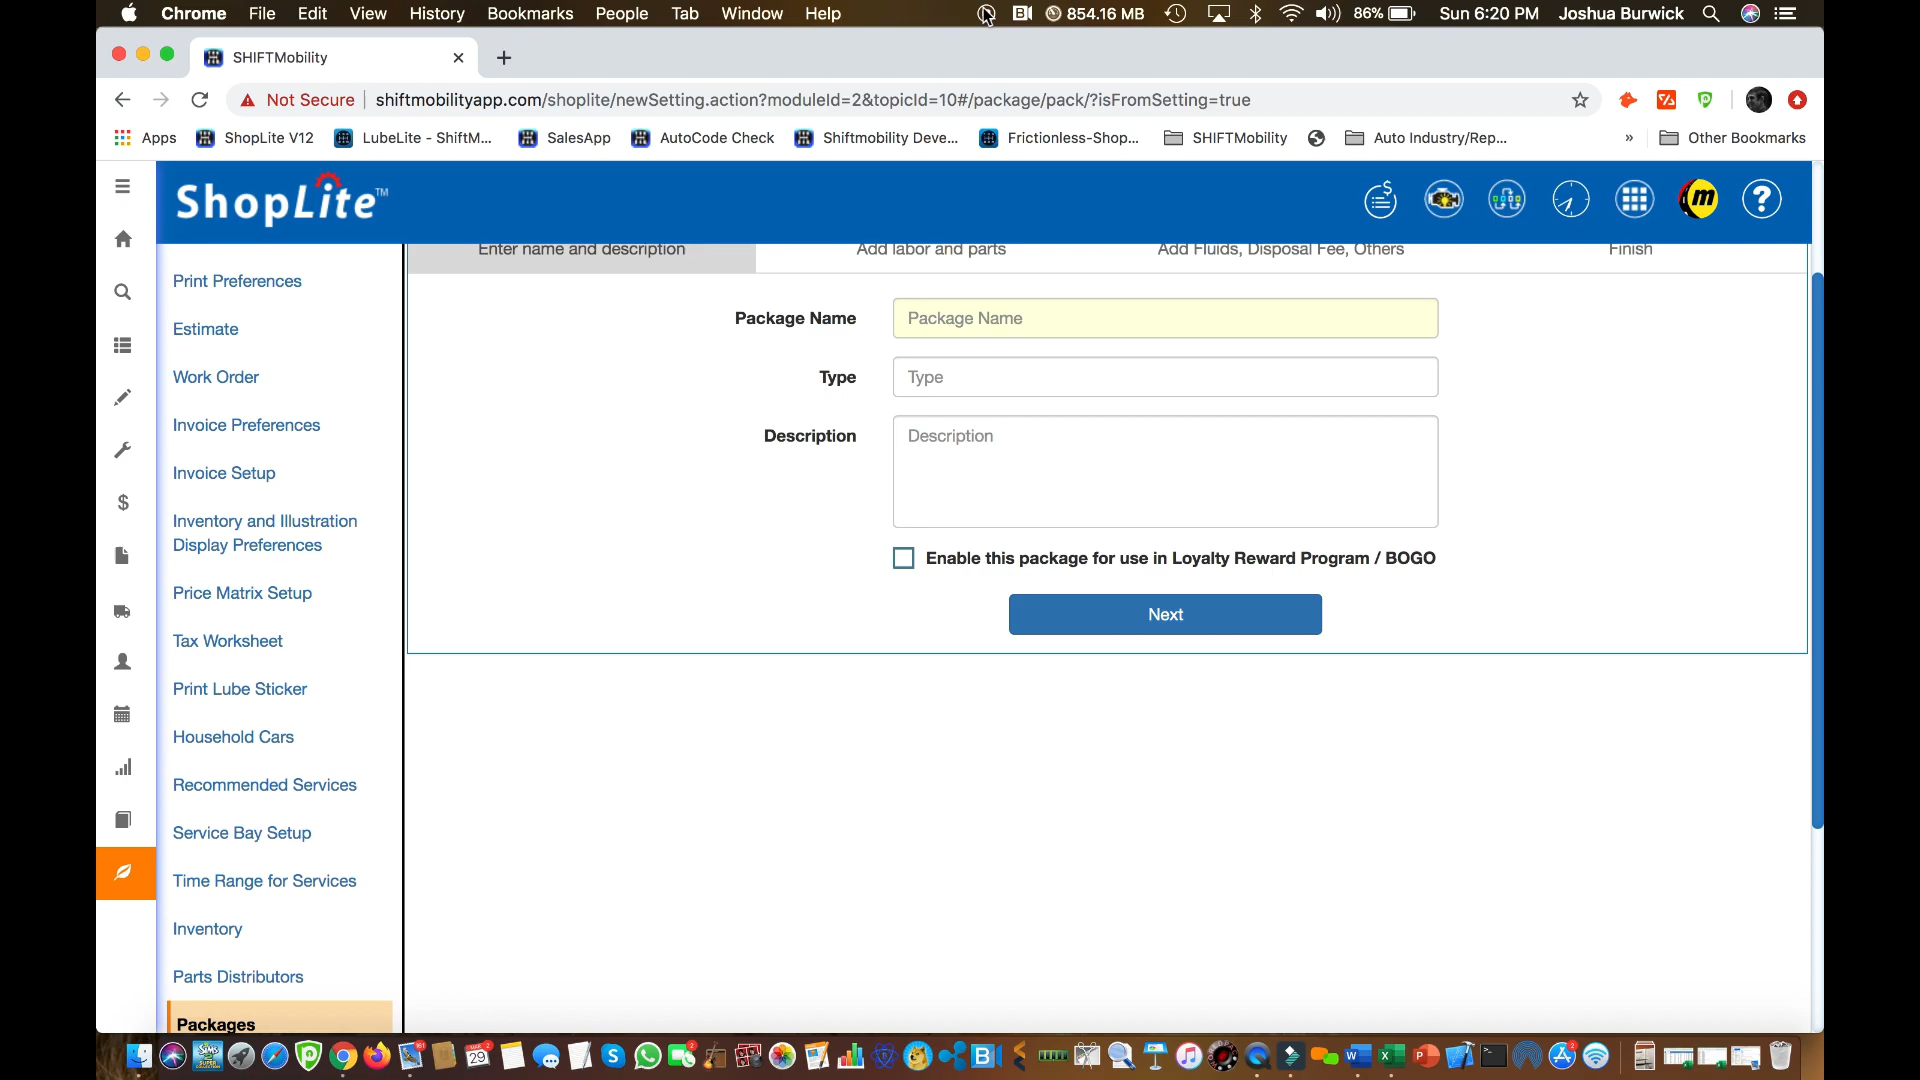 Chrome File Edit View History Bookmarks People Tab Window Help 854.16 MB 86% Sun 6:20 PM Joshua Burwick
SHIFTMobility
Not Secure shiftmobilityapp.com/shoplite/newSetting.action?moduleId=2&topicId=10#/package/pack/?isFromSetting=true
Apps ShopLite V12 LubeLite - ShiftM... SalesApp AutoCode Check Shiftmobility Deve... Frictionless-Shop... SHIFTMobility Auto Industry/Rep... » Other Bookmarks
ShopLite™ m ?
Enter name and description Add labor and parts Add Fluids, Disposal Fee, Others Finish
Print Preferences
Estimate
Work Order
Invoice Preferences
Invoice Setup
Inventory and Illustration
Display Preferences
Price Matrix Setup
Tax Worksheet
Print Lube Sticker
Household Cars
Recommended Services
Service Bay Setup
Time Range for Services
Inventory
Parts Distributors
Packages
Package Name Package Name
Type Type
Description Description
Enable this package for use in Loyalty Reward Program / BOGO
Next